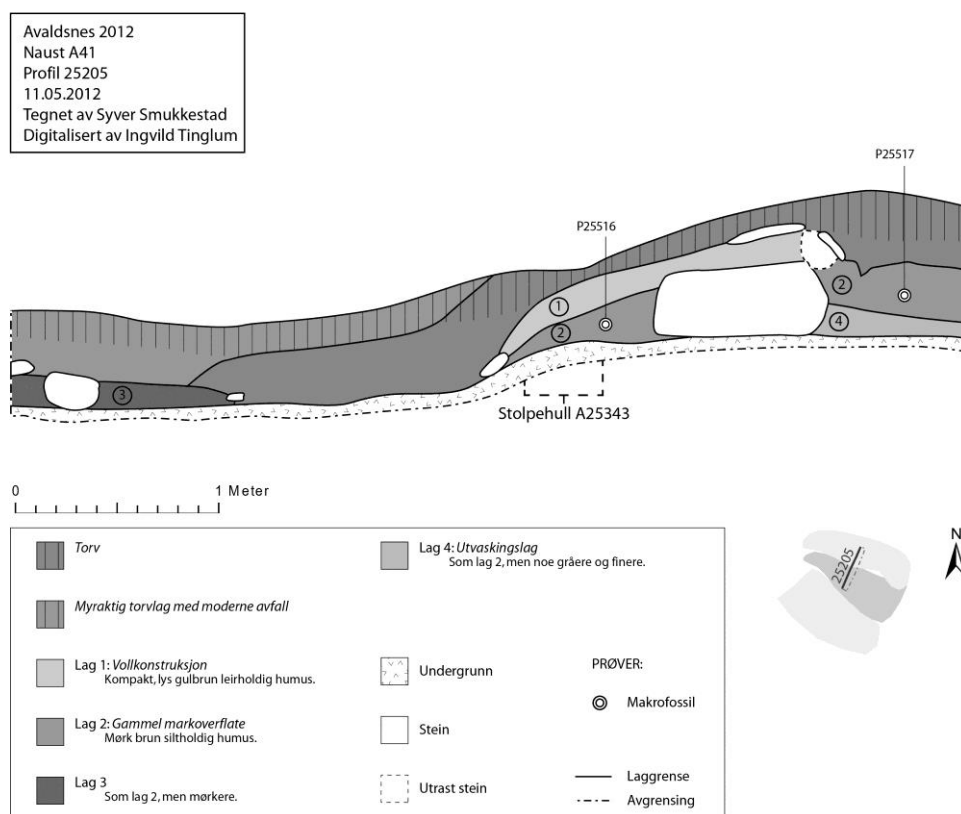 Avaldsnes 2012
Naust A41
Profil 25205
11.05.2012
Tegnet av Syver Smukkestad
Digitalisert av Ingvild Tinglum
P25517
P25516
2
1
2
4
3
Stolpehull A25343
0 1 Meter
Torv
Lag 4: Utvaskingslag
Som lag 2, men noe gråere og finere.
N
25205
Myraktig torvlag med moderne avfall
Lag 1: Vollkonstruksjon
Kompakt, lys gulbrun leirholdig humus.
Undergrunn
PRØVER:
Makrofossil
Lag 2: Gammel markoverflate
Mørk brun siltholdig humus.
Stein
Lag 3
Som lag 2, men mørkere.
Utrast stein
Laggrense
Avgrensing